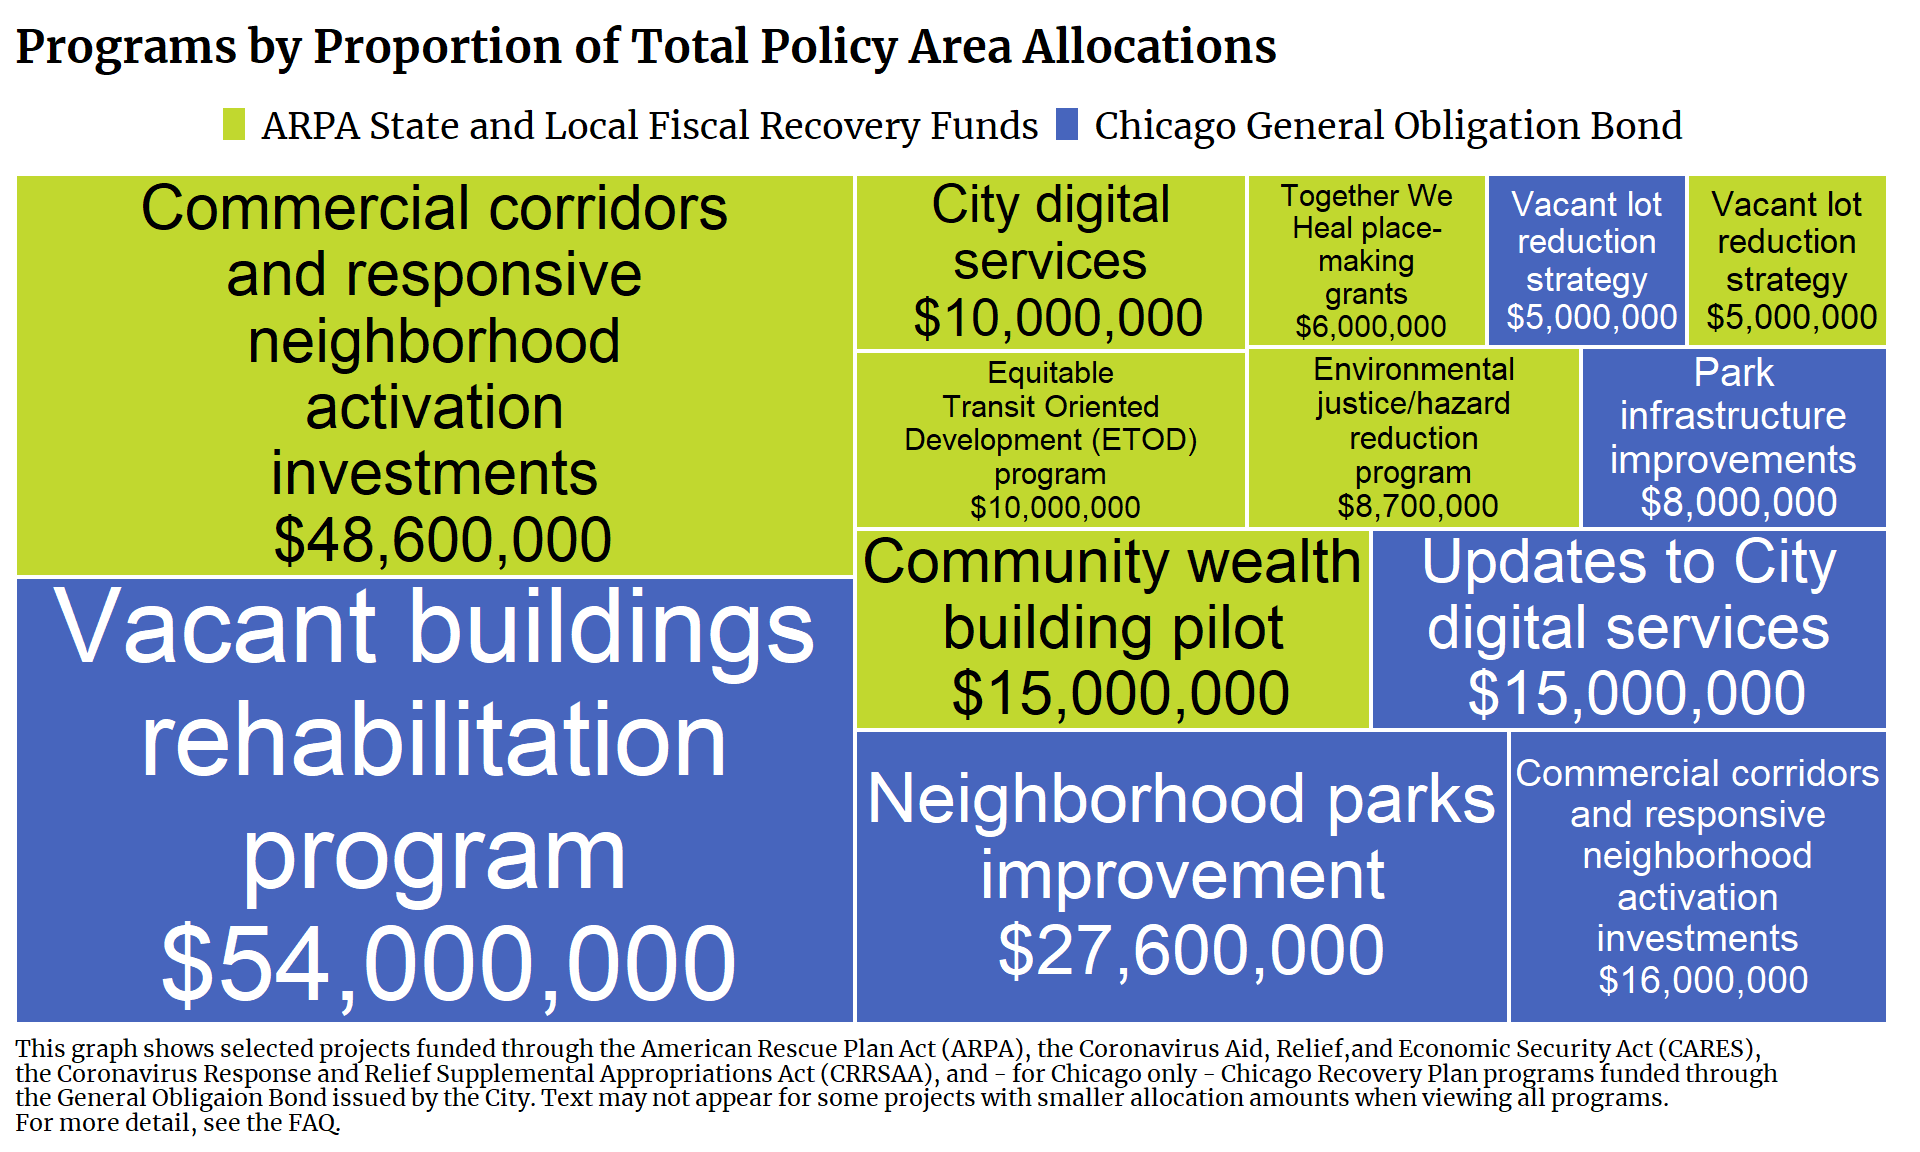 Programs by Proportion of Total Policy Area Allocations
ARPA State and Local Fiscal Recovery Funds
Chicago General Obligation Bond
Commercial corridors
and responsive
neighborhood
activation
investments
$48,600,000
Vacant buildings
rehabilitation
program
$54,000,000
City digital
services
$10,000,000
Together We
Heal place-
making
grants
$6,000,000
Vacant lot
reduction
strategy
$5,000,000
Vacant lot
reduction
strategy
$5,000,000
Equitable
Transit Oriented
Development (ETOD)
program
$10,000,000
Environmental
justice/hazard
reduction
program
$8,700,000
Park
infrastructure
improvements
$8,000,000
Community wealth
building pilot
$15,000,000
Updates to City
digital services
$15,000,000
Neighborhood parks
improvement
$27,600,000
Commercial corridors
and responsive
neighborhood
activation
investments
$16,000,000
This graph shows selected projects funded through the American Rescue Plan Act (ARPA), the Coronavirus Aid, Relief,and Economic Security Act (CARES),
the Coronavirus Response and Relief Supplemental Appropriations Act (CRRSAA), and - for Chicago only - Chicago Recovery Plan programs funded through
the General Obligaion Bond issued by the City. Text may not appear for some projects with smaller allocation amounts when viewing all programs.
For more detail, see the FAQ.